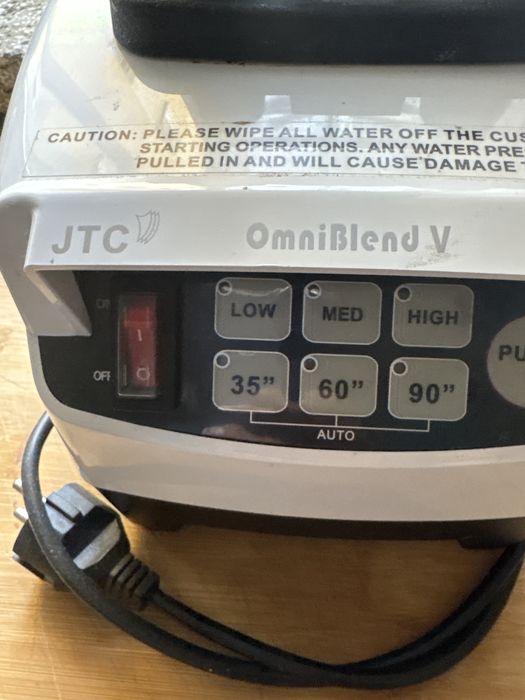 CAUTION: PLEASE WIPE ALL WATER OFF THE
STARTING OPERATIONS. ANY WATER
PULLED IN AND WILL CAUSE DAMAGE
JTC OmniBlend V
LOW MED HIGH
OFF
35” 60” 90”
AUTO